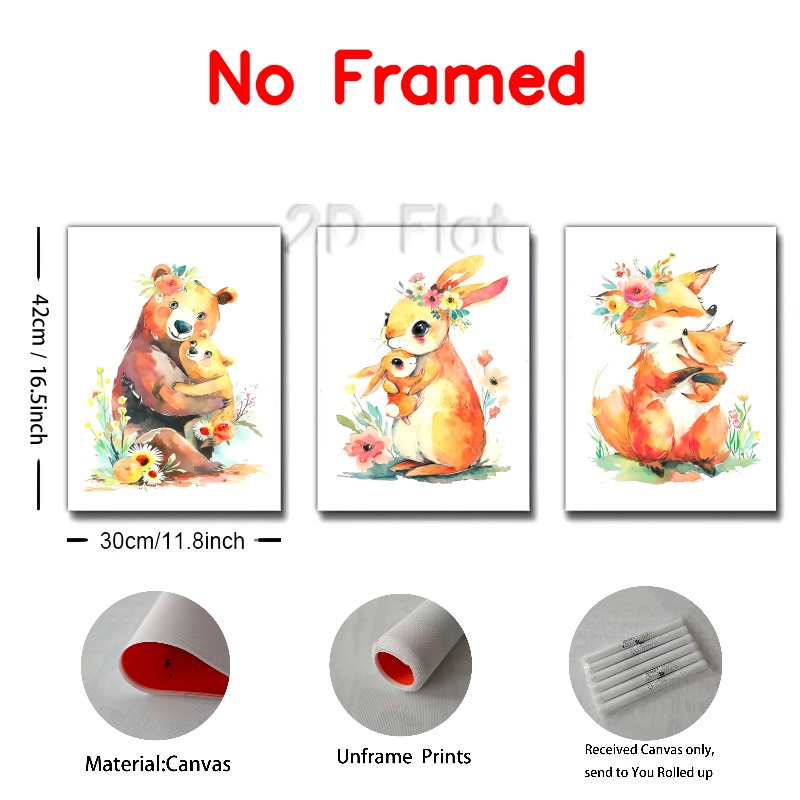 No Framed
2D Flat
42cm / 16.5inch
30cm/11.8inch
Material:Canvas
Unframe Prints
Received Canvas only,
send to You Rolled up